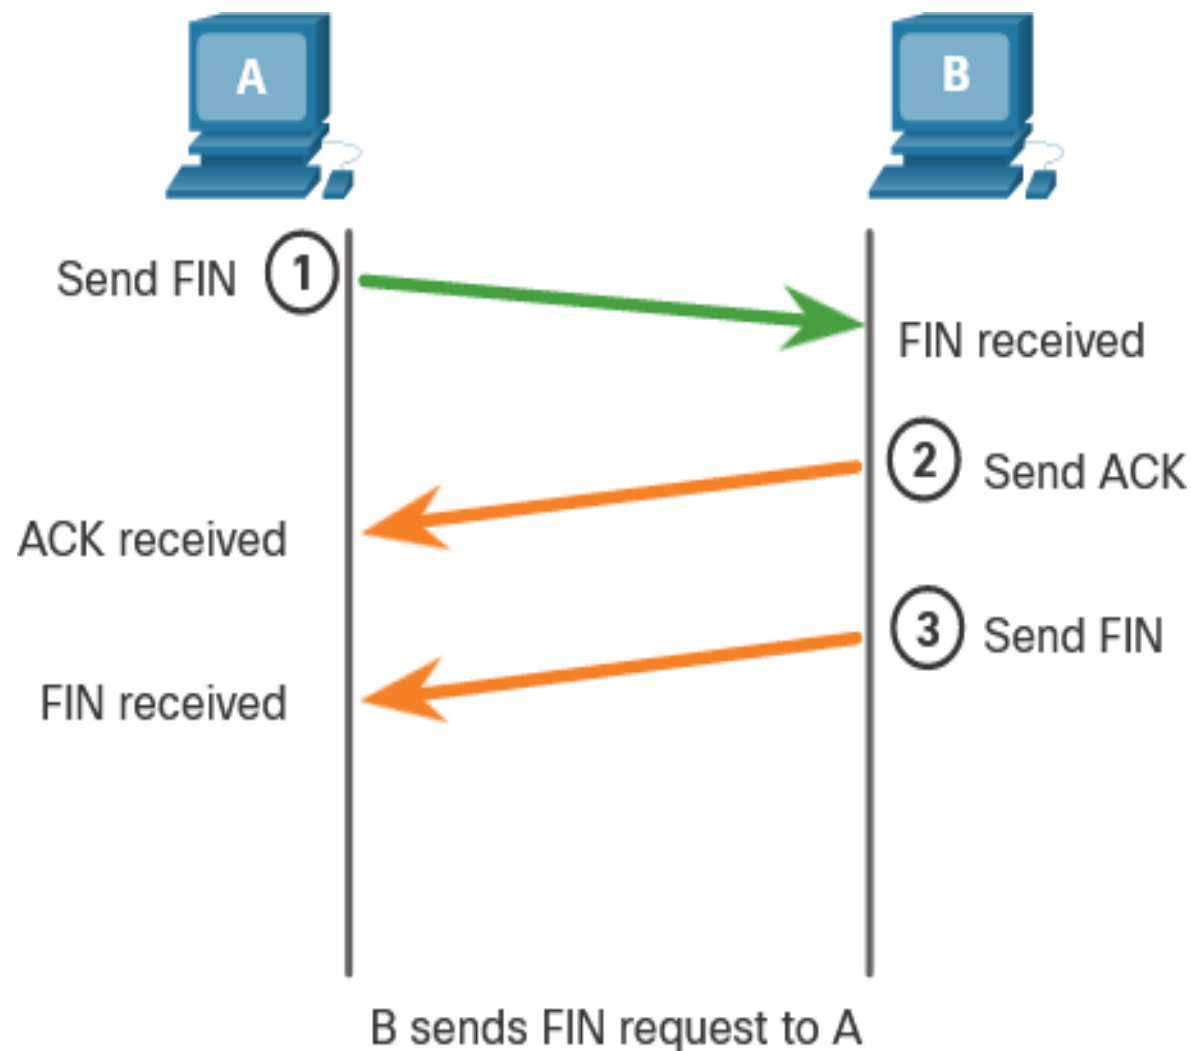 A
B
Send FIN 1
FIN received
2 Send ACK
ACK received
3 Send FIN
FIN received
B sends FIN request to A